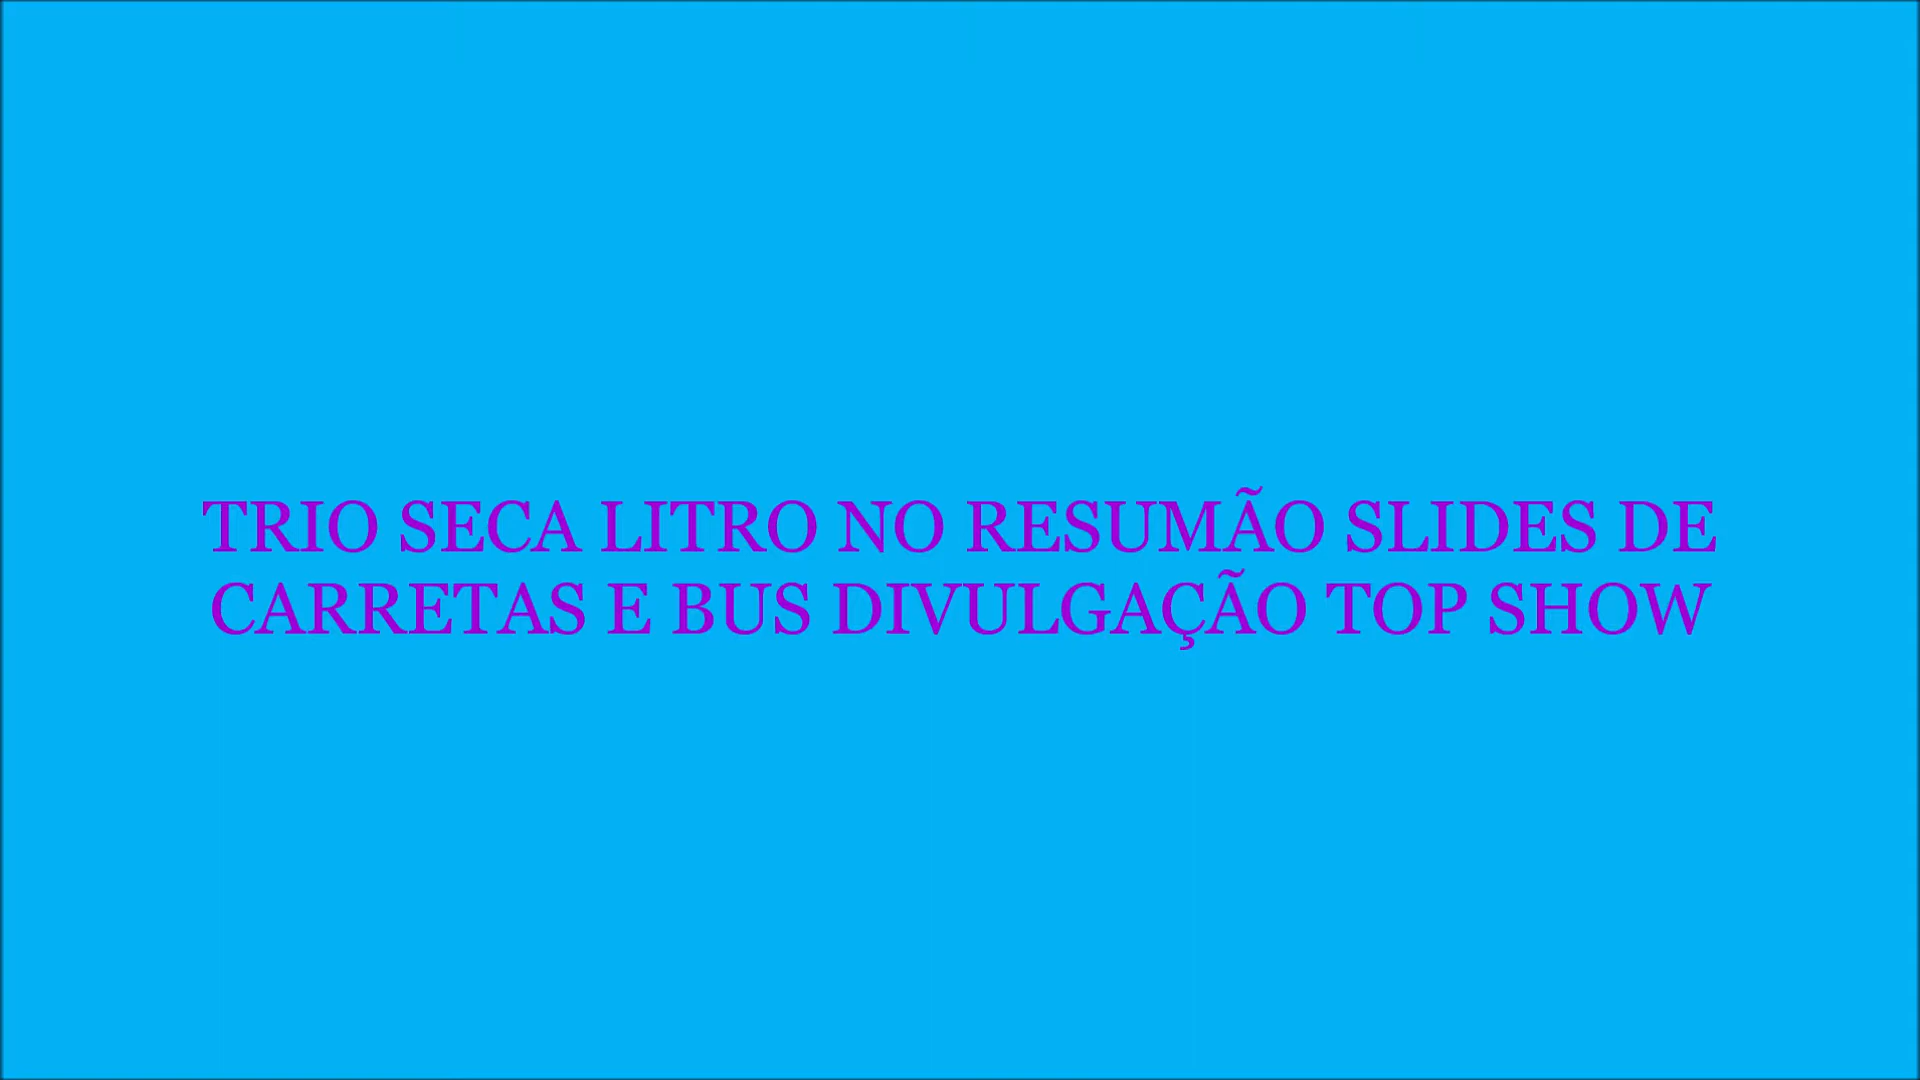 TRIO SECA LITRO NO RESUMÃO SLIDES DE
CARRETAS E BUS DIVULGAÇÃO TOP SHOW